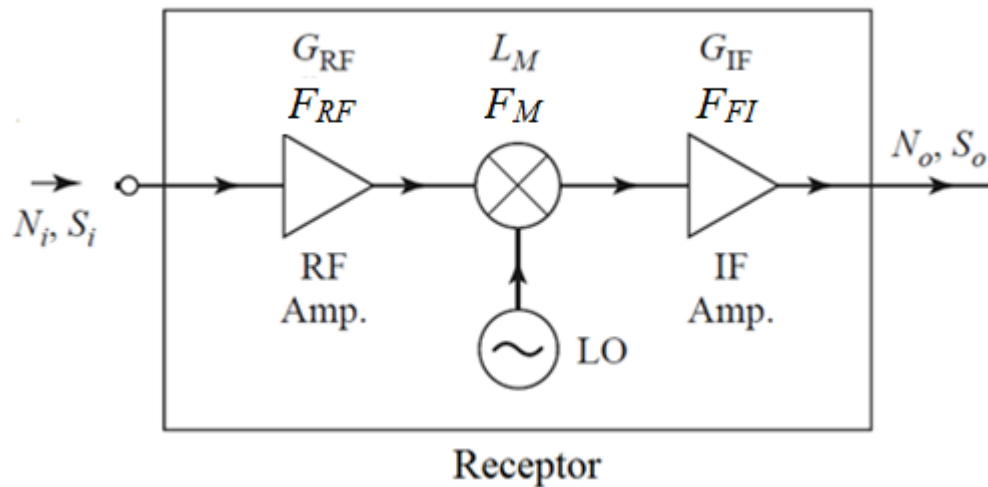 G_RF L_M G_IF
F_RF F_M F_FI
N_o, S_o
N_i, S_i
RF Amp.
IF Amp.
LO
Receptor